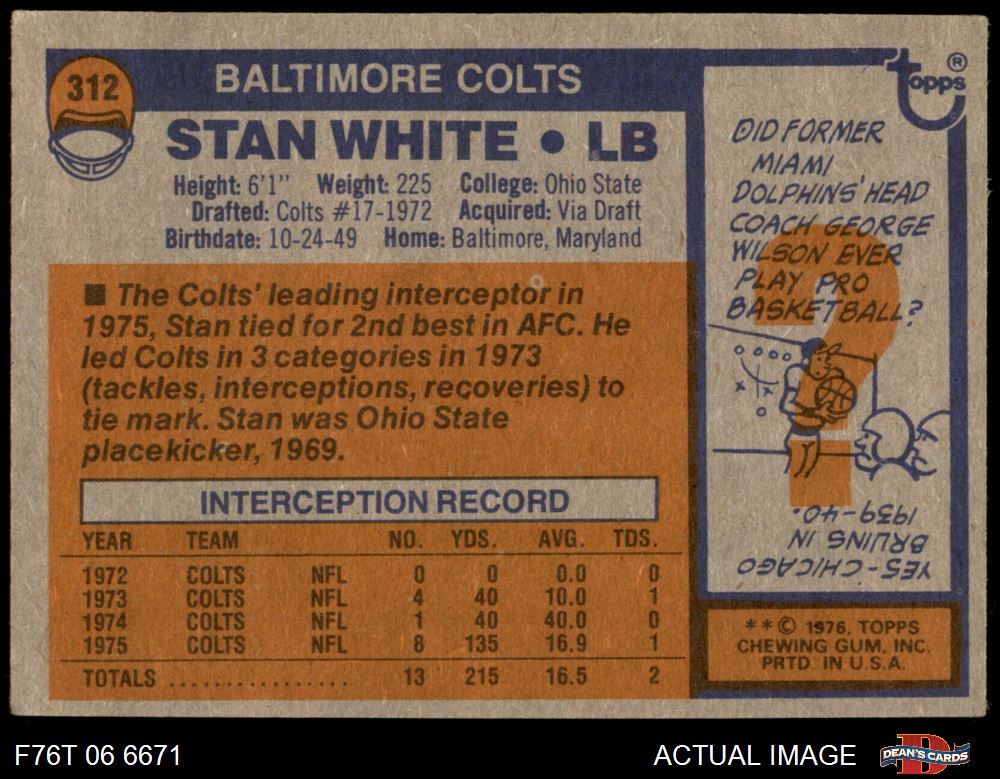 312
BALTIMORE COLTS
STAN WHITE • LB
Height: 6'1" Weight: 225 College: Ohio State
Drafted: Colts #17-1972 Acquired: Via Draft
Birthdate: 10-24-49 Home: Baltimore, Maryland
■ The Colts' leading interceptor in
1975, Stan tied for 2nd best in AFC. He
led Colts in 3 categories in 1973
(tackles, interceptions, recoveries) to
tie mark. Stan was Ohio State
placekicker, 1969.
INTERCEPTION RECORD
YEAR TEAM NO. YDS. AVG. TDS.
1972 COLTS NFL 0 0 0.0 0
1973 COLTS NFL 4 40 10.0 1
1974 COLTS NFL 1 40 40.0 0
1975 COLTS NFL 8 135 16.9 1
TOTALS ................ 13 215 16.5 2
Topps ®
DID FORMER
MIAMI
DOLPHINS' HEAD
COACH GEORGE
WILSON EVER
PLAY PRO
BASKETBALL?
?
YES-CHICAGO
BRUINS IN
1939-40.
**© 1976, TOPPS
CHEWING GUM, INC.
PRTD. IN U.S.A.
F76T 06 6671
ACTUAL IMAGE
DEAN'S CARDS